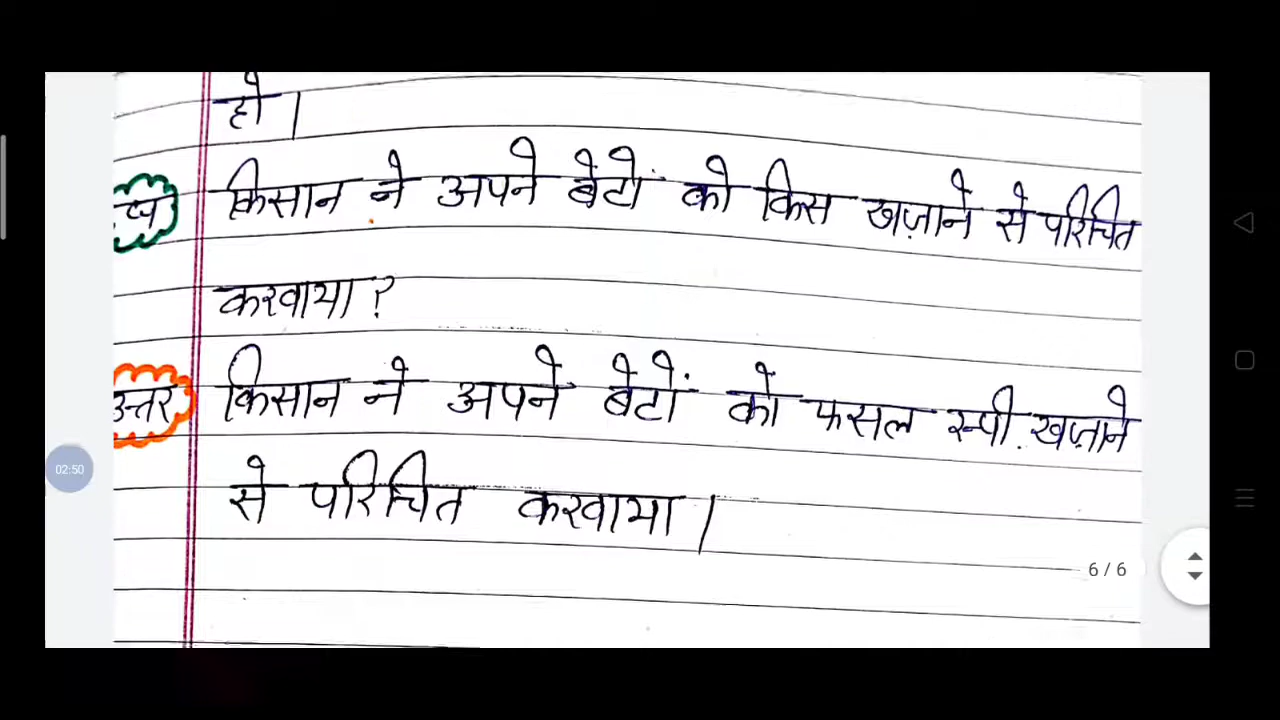 हो।
घ किसान ने अपने बेटों को किस खज़ाने से परिचित
करवाया?
उत्तर किसान ने अपने बेटों को फसल रूपी खज़ाने
से परिचित करवाया।
02:50
6 / 6